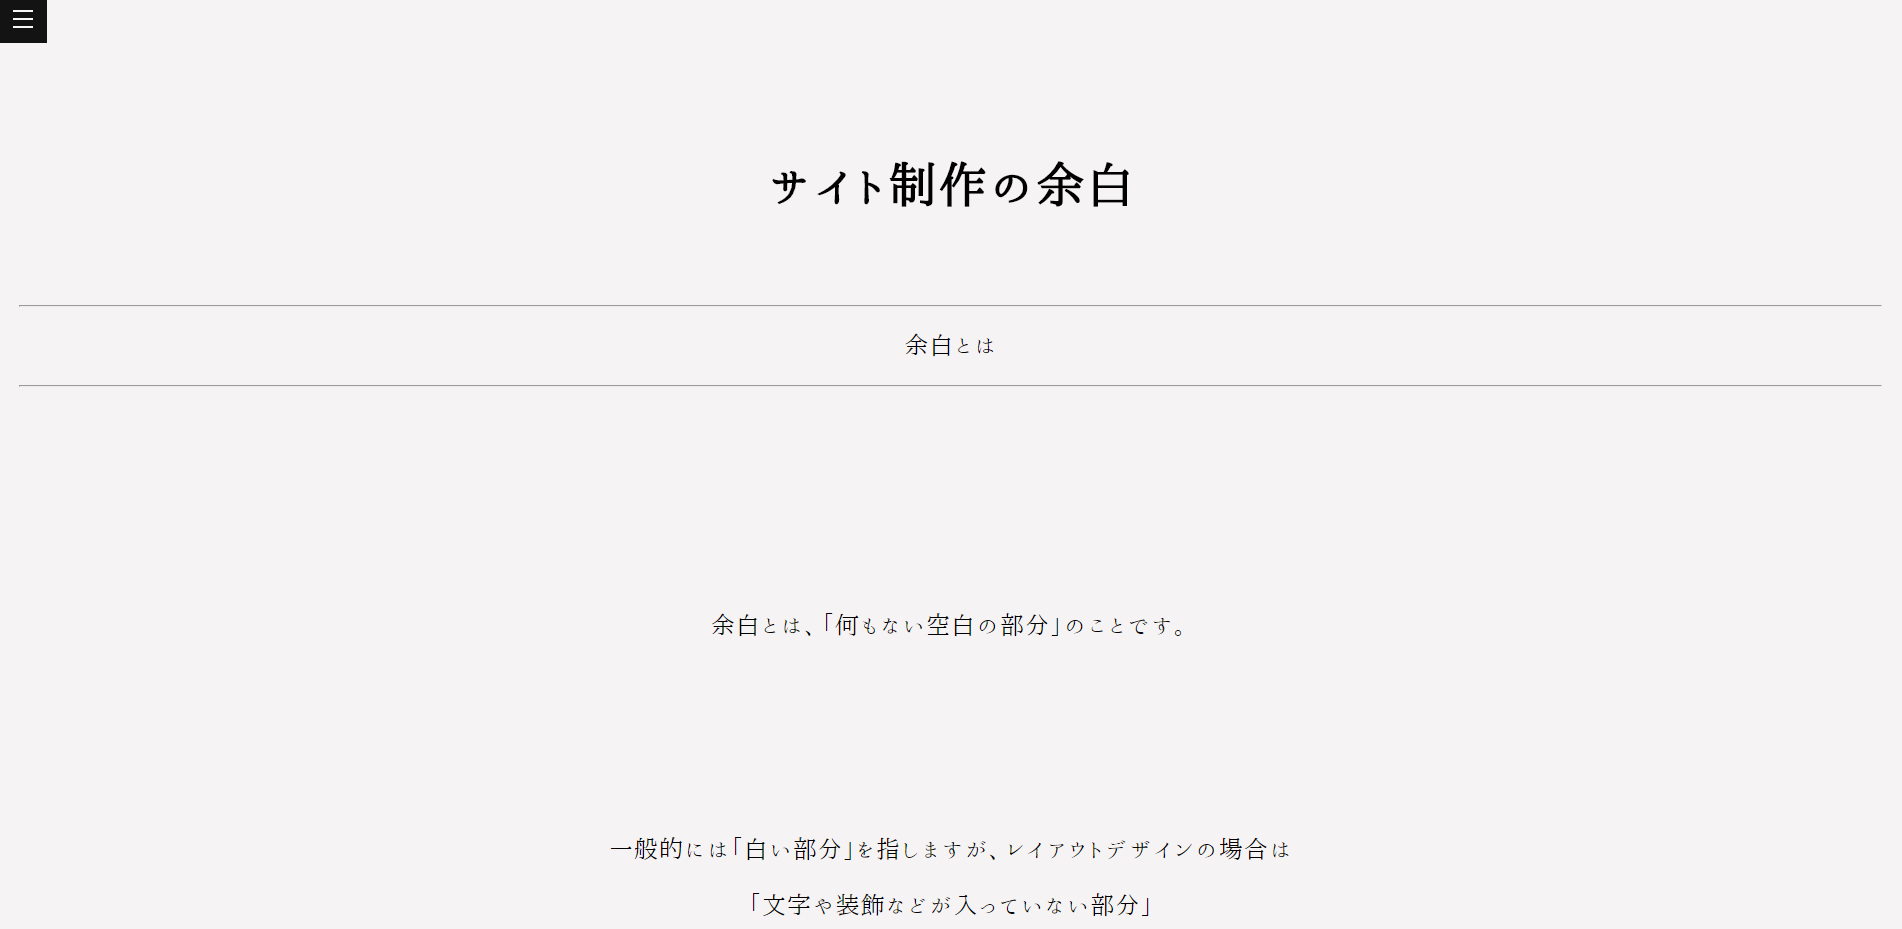 サイト制作の余白
余白とは
余白とは、「何もない空白の部分」のことです。
一般的には「白い部分」を指しますが、レイアウトデザインの場合は
「文字や装飾などが入っていない部分」